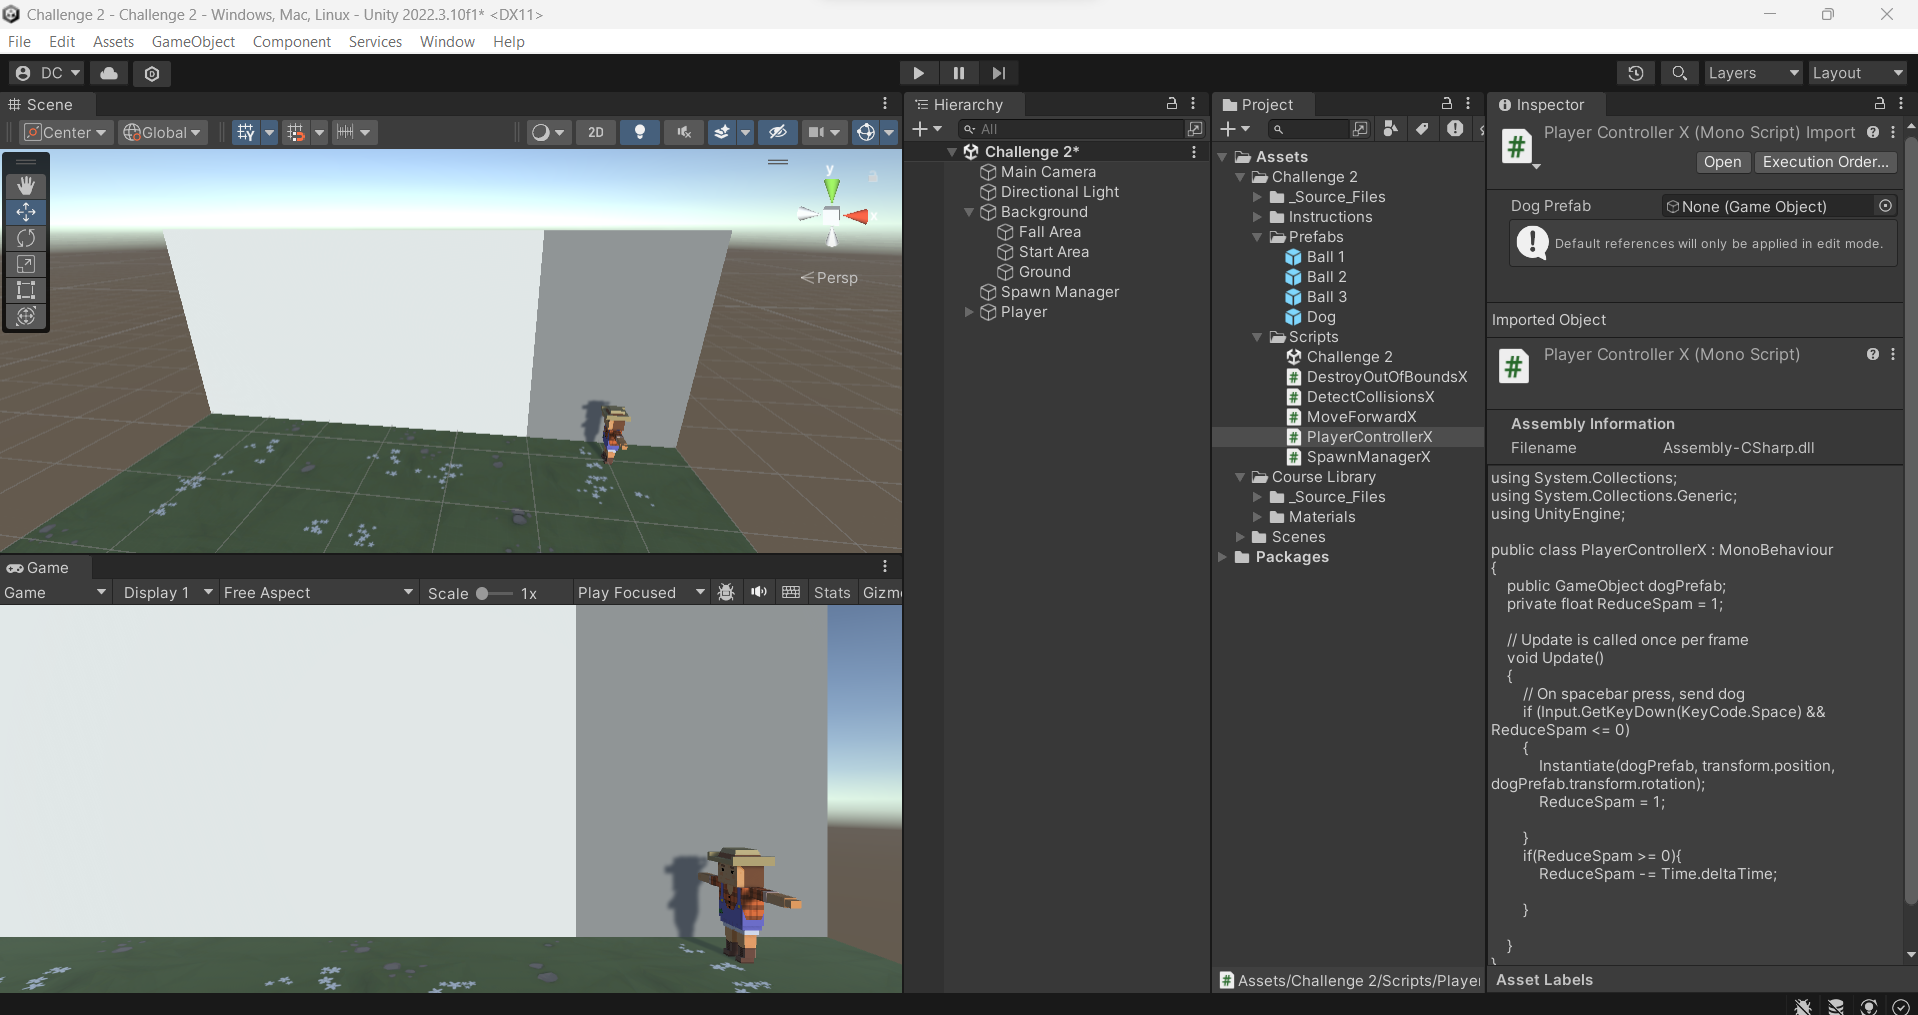 Challenge 2 - Challenge 2 - Windows, Mac, Linux - Unity 2022.3.10f1* <DX11>
File Edit Assets GameObject Component Services Window Help
DC
Layers Layout
Scene
Center Global 2D
y
x
Persp
Game
Game Display 1 Free Aspect Scale 1x Play Focused Stats Gizm
Hierarchy
All
Challenge 2*
Main Camera
Directional Light
Background
Fall Area
Start Area
Ground
Spawn Manager
Player
Project
Assets
Challenge 2
_Source_Files
Instructions
Prefabs
Ball 1
Ball 2
Ball 3
Dog
Scripts
Challenge 2
DestroyOutOfBoundsX
DetectCollisionsX
MoveForwardX
PlayerControllerX
SpawnManagerX
Course Library
_Source_Files
Materials
Scenes
Packages
Assets/Challenge 2/Scripts/Player
Inspector
Player Controller X (Mono Script) Import
Open Execution Order...
Dog Prefab None (Game Object)
Default references will only be applied in edit mode.
Imported Object
Player Controller X (Mono Script)
Assembly Information
Filename Assembly-CSharp.dll
using System.Collections;
using System.Collections.Generic;
using UnityEngine;
public class PlayerControllerX : MonoBehaviour
{
public GameObject dogPrefab;
private float ReduceSpam = 1;
// Update is called once per frame
void Update()
{
// On spacebar press, send dog
if (Input.GetKeyDown(KeyCode.Space) &&
ReduceSpam <= 0)
{
Instantiate(dogPrefab, transform.position,
dogPrefab.transform.rotation);
ReduceSpam = 1;
}
if(ReduceSpam >= 0){
ReduceSpam -= Time.deltaTime;
}
}
}
Asset Labels